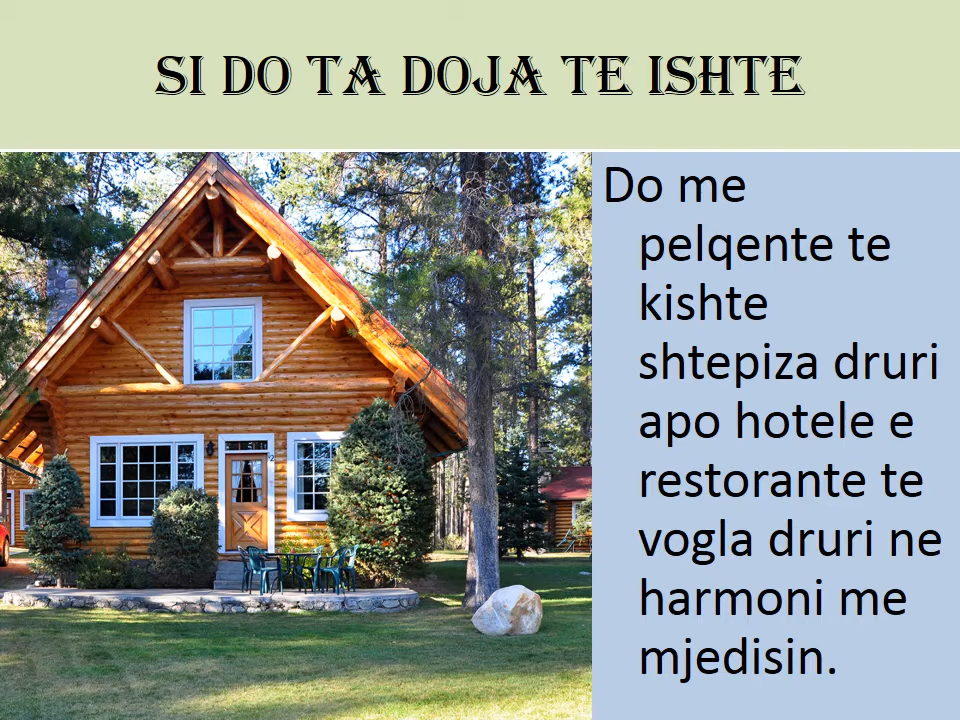 SI DO TA DOJA TE ISHTE
Do me
pelqente te
kishte
shtepiza druri
apo hotele e
restorante te
vogla druri ne
harmoni me
mjedisin.